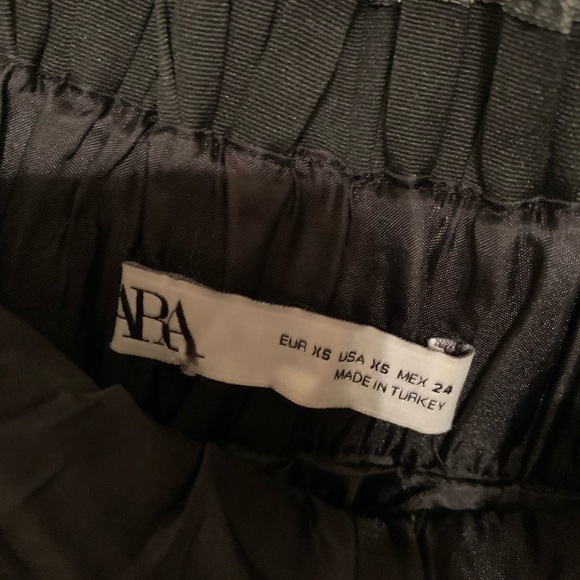 ARA
EUR XS USA XS MEX 24
MADE IN TURKEY